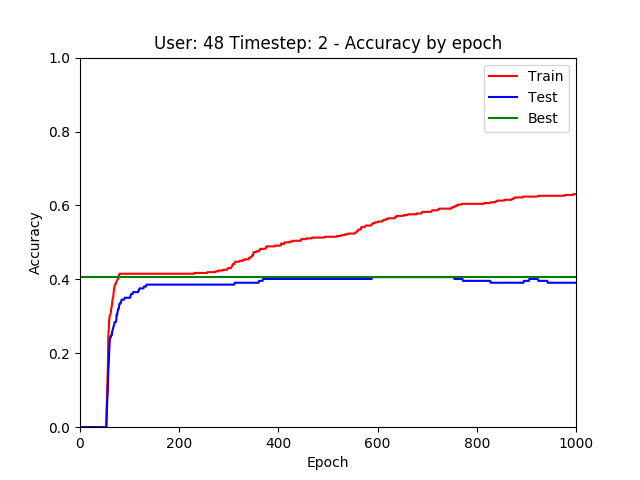 User: 48 Timestep: 2 - Accuracy by epoch
1.0
0.8
0.6
0.4
0.2
0.0
Accuracy
Train
Test
Best
0 200 400 600 800 1000
Epoch